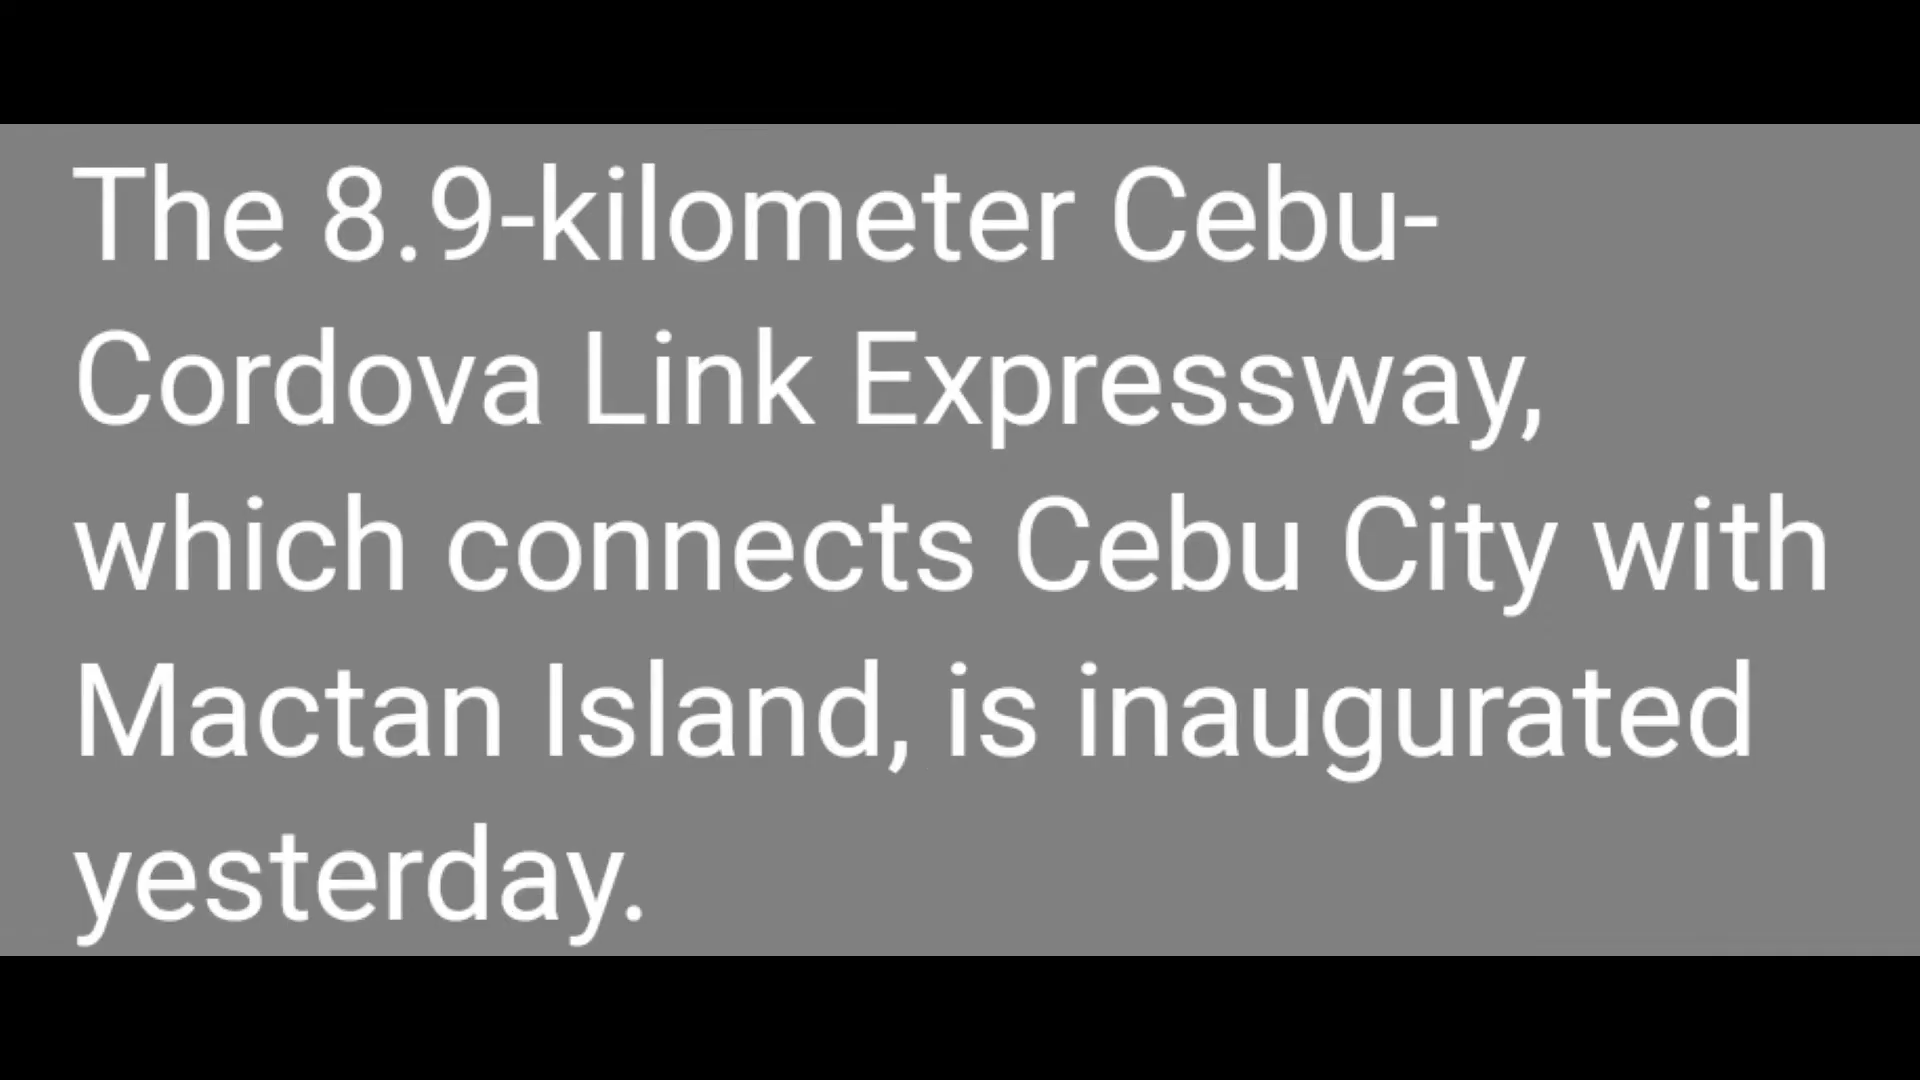 The 8.9-kilometer Cebu-
Cordova Link Expressway,
which connects Cebu City with
Mactan Island, is inaugurated
yesterday.